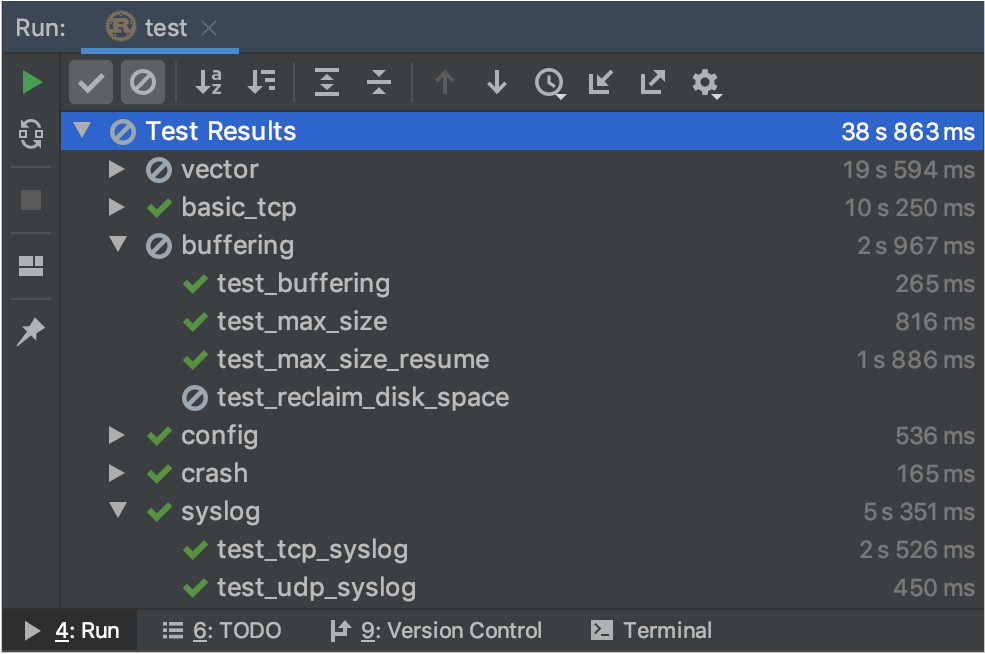 Run: test
Test Results 38 s 863 ms
vector 19 s 594 ms
basic_tcp 10 s 250 ms
buffering 2 s 967 ms
test_buffering 265 ms
test_max_size 816 ms
test_max_size_resume 1 s 886 ms
test_reclaim_disk_space
config 536 ms
crash 165 ms
syslog 5 s 351 ms
test_tcp_syslog 2 s 526 ms
test_udp_syslog 450 ms
4: Run 6: TODO 9: Version Control Terminal